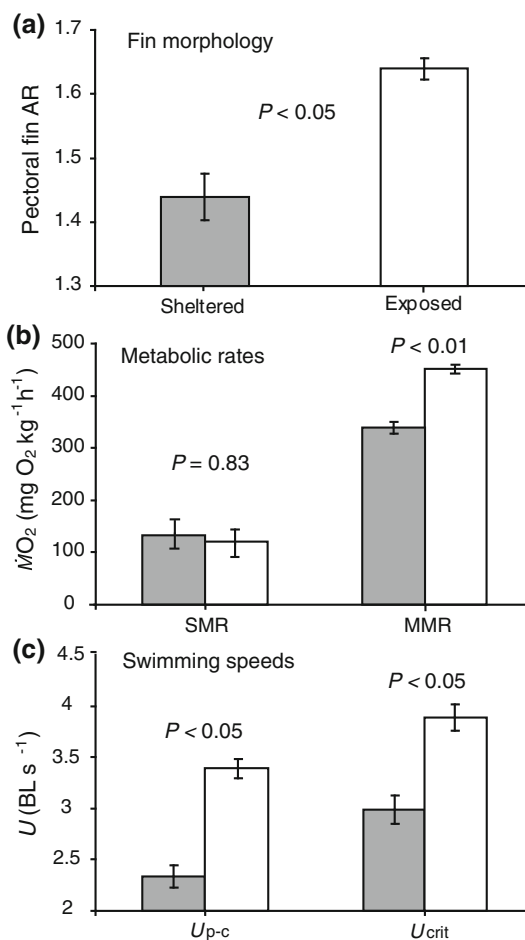 (a)
Fin morphology
Pectoral fin AR
1.7
1.6
1.5
1.4
1.3
P < 0.05
Sheltered
Exposed
(b)
Metabolic rates
ṀO₂ (mg O₂ kg⁻¹h⁻¹)
500
400
300
200
100
0
P = 0.83
P < 0.01
SMR
MMR
(c)
Swimming speeds
U (BL s⁻¹)
4.5
4
3.5
3
2.5
2
P < 0.05
P < 0.05
Up-c
Ucrit